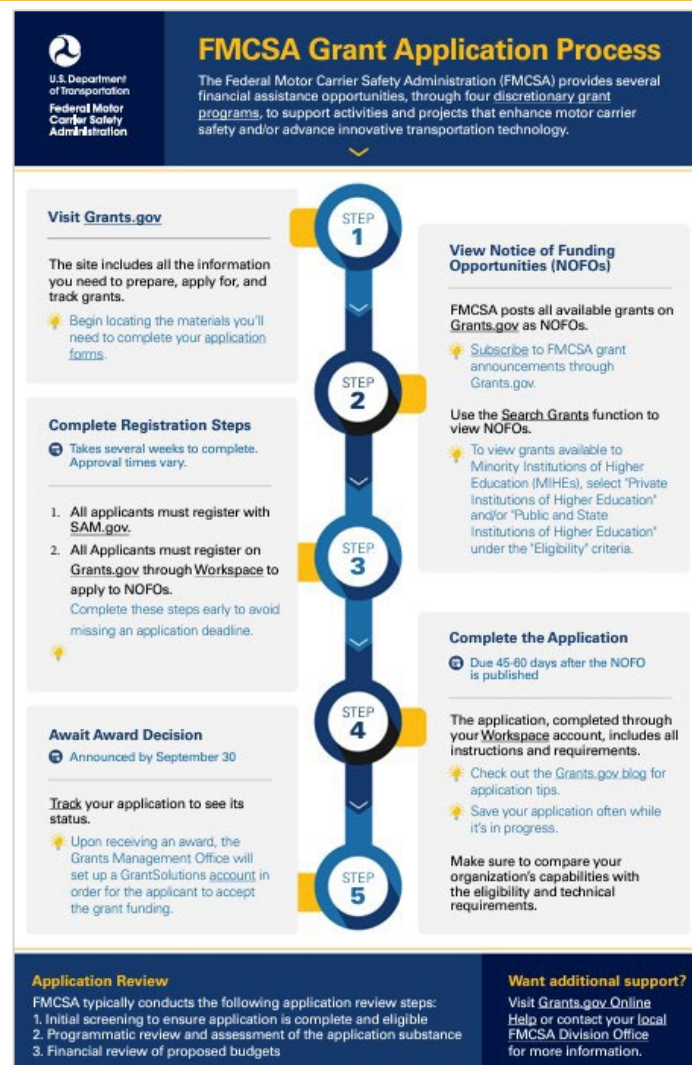 U.S. Department
of Transportation
Federal Motor
Carrier Safety
Administration
FMCSA Grant Application Process
The Federal Motor Carrier Safety Administration (FMCSA) provides several
financial assistance opportunities, through four discretionary grant
programs, to support activities and projects that enhance motor carrier
safety and/or advance innovative transportation technology.
STEP
1
Visit Grants.gov
The site includes all the information
you need to prepare, apply for, and
track grants.
Begin locating the materials you'll
need to complete your application
forms.
STEP
2
View Notice of Funding
Opportunities (NOFOs)
FMCSA posts all available grants on
Grants.gov as NOFOs.
Subscribe to FMCSA grant
announcements through
Grants.gov.
Use the Search Grants function to
view NOFOs.
To view grants available to
Minority Institutions of Higher
Education (MIHEs), select "Private
Institutions of Higher Education"
and/or "Public and State
Institutions of Higher Education"
under the "Eligibility" criteria.
STEP
3
Complete Registration Steps
Takes several weeks to complete.
Approval times vary.
1. All applicants must register with
SAM.gov.
2. All Applicants must register on
Grants.gov through Workspace to
apply to NOFOs.
Complete these steps early to avoid
missing an application deadline.
STEP
4
Complete the Application
Due 45-60 days after the NOFO
is published
The application, completed through
your Workspace account, includes all
instructions and requirements.
Check out the Grants.gov blog for
application tips.
Save your application often while
it's in progress.
Make sure to compare your
organization's capabilities with
the eligibility and technical
requirements.
STEP
5
Await Award Decision
Announced by September 30
Track your application to see its
status.
Upon receiving an award, the
Grants Management Office will
set up a GrantSolutions account in
order for the applicant to accept
the grant funding.
Application Review
FMCSA typically conducts the following application review steps:
1. Initial screening to ensure application is complete and eligible
2. Programmatic review and assessment of the application substance
3. Financial review of proposed budgets
Want additional support?
Visit Grants.gov Online
Help or contact your local
FMCSA Division Office
for more information.